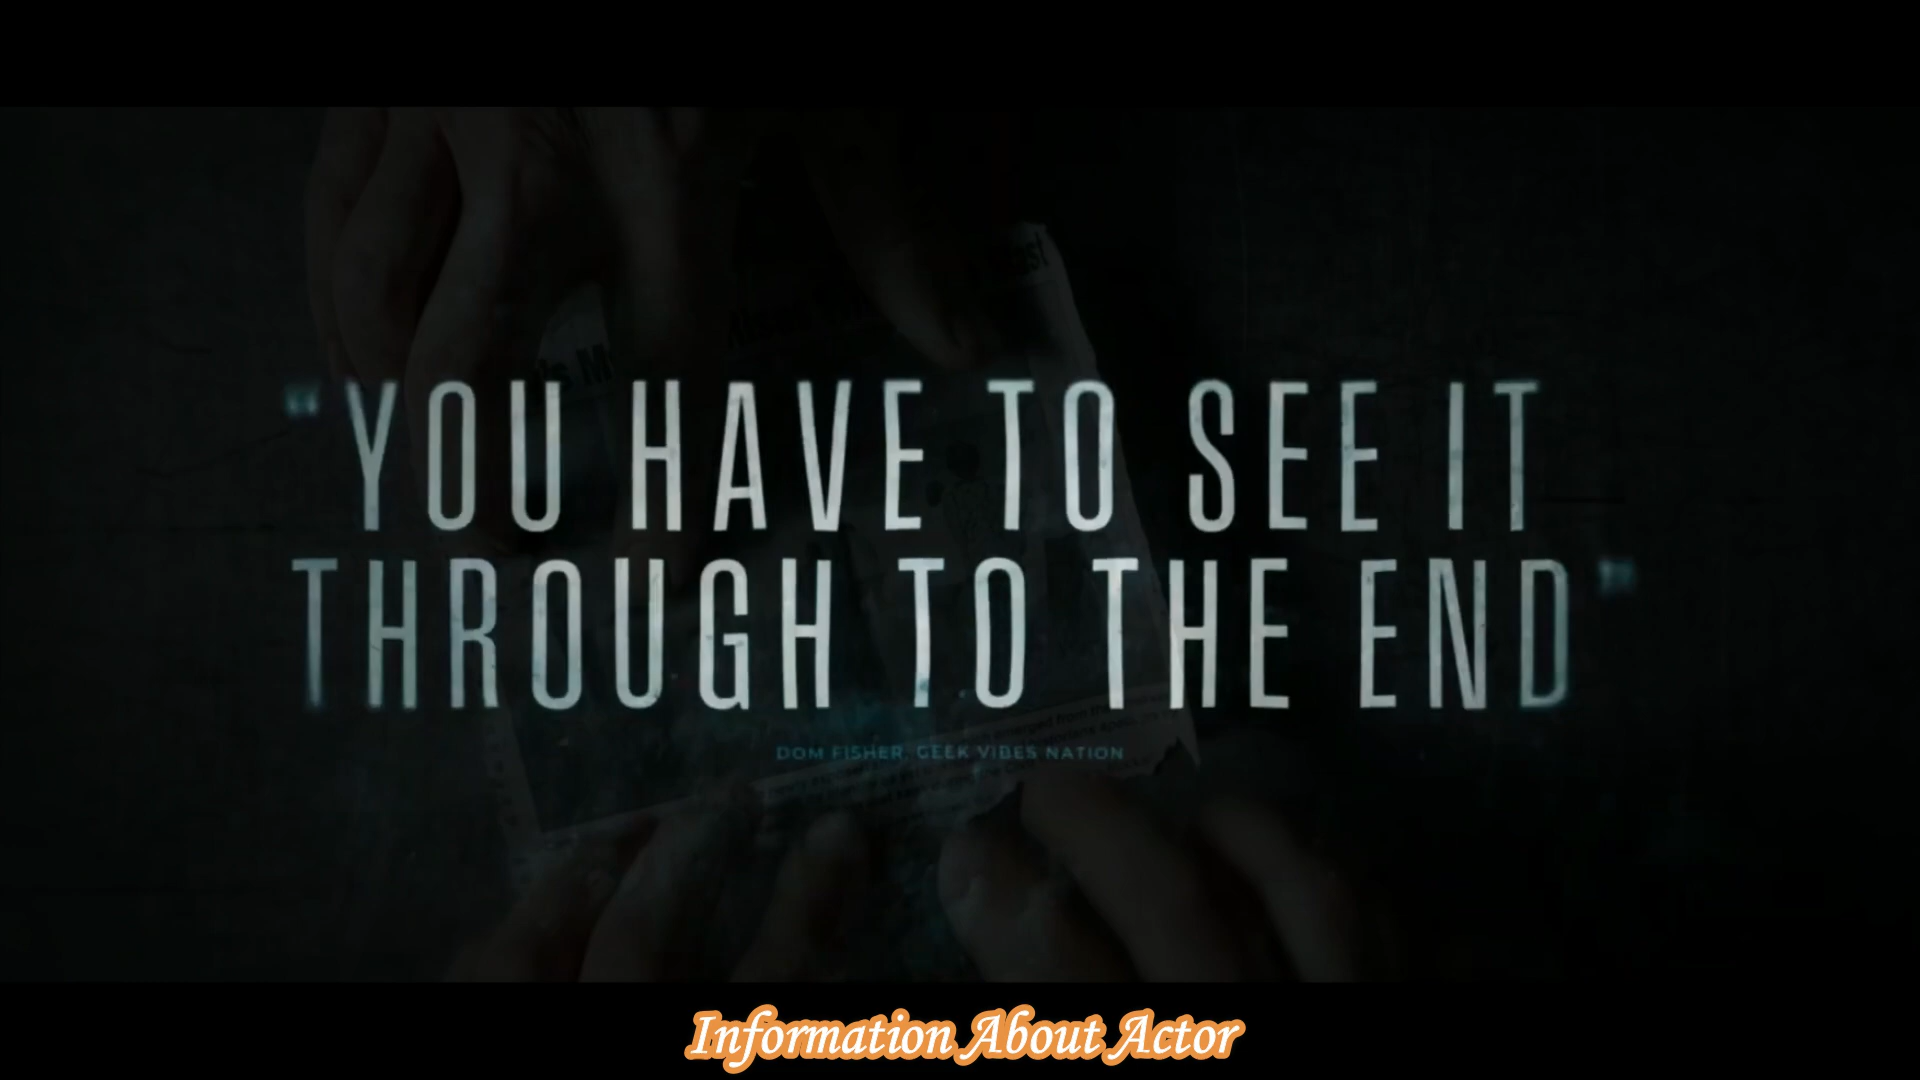 "YOU HAVE TO SEE IT
THROUGH TO THE END"
DOM FISHER, GEEK VIBES NATION
Information About Actor